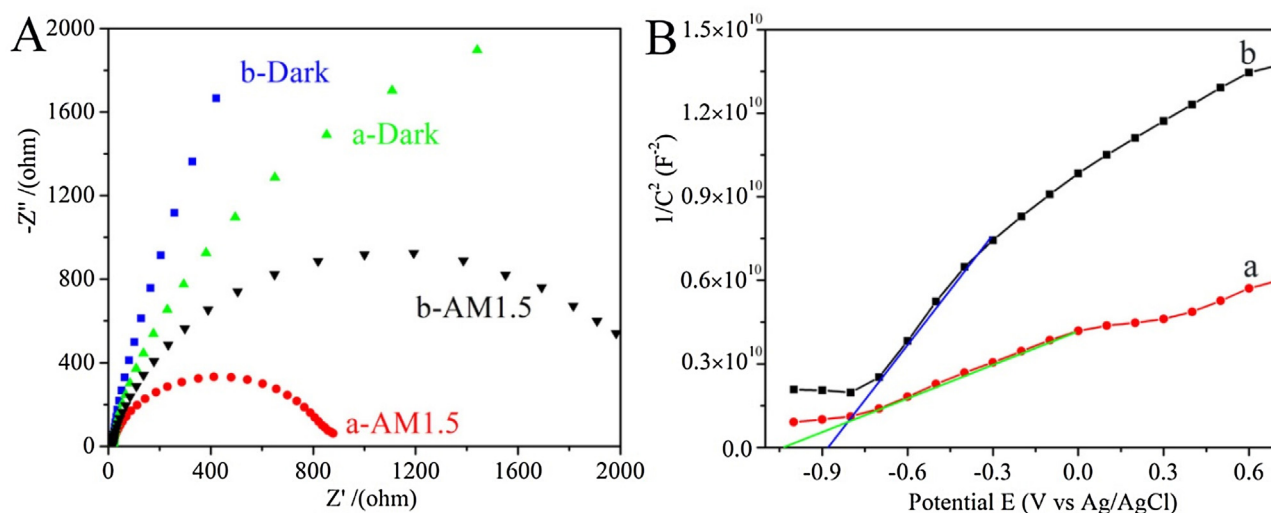 A
2000
1600
1200
800
400
0
-Z'' /(ohm)
0
400
800
1200
1600
2000
Z' /(ohm)
b-Dark
a-Dark
b-AM1.5
a-AM1.5
B
1.5×10¹⁰
1.2×10¹⁰
0.9×10¹⁰
0.6×10¹⁰
0.3×10¹⁰
0.0
1/C² (F⁻²)
-0.9
-0.6
-0.3
0.0
0.3
0.6
Potential E (V vs Ag/AgCl)
b
a